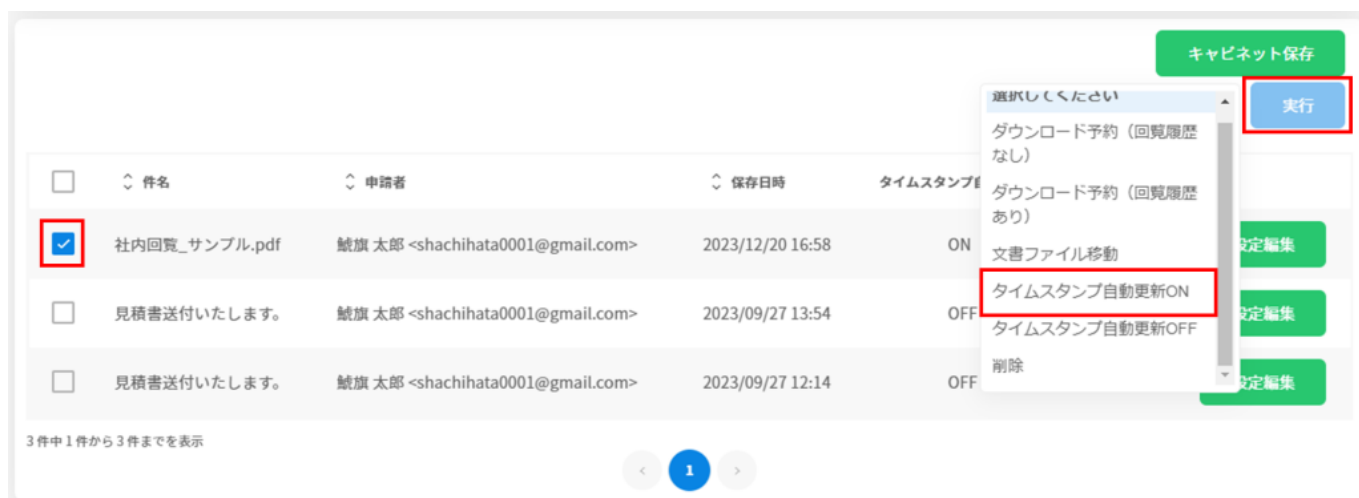 キャビネット保存
選択してください
実行
ダウンロード予約（回覧履歴
なし）
ダウンロード予約（回覧履歴
あり）
文書ファイル移動
タイムスタンプ自動更新ON
タイムスタンプ自動更新OFF
削除
件名 申請者 保存日時 タイムスタンプ
社内回覧_サンプル.pdf 鯱旗 太郎 <shachihata0001@gmail.com> 2023/12/20 16:58 ON 定編集
見積書送付いたします。 鯱旗 太郎 <shachihata0001@gmail.com> 2023/09/27 13:54 OFF 定編集
見積書送付いたします。 鯱旗 太郎 <shachihata0001@gmail.com> 2023/09/27 12:14 OFF 定編集
3件中1件から3件までを表示
‹ 1 ›